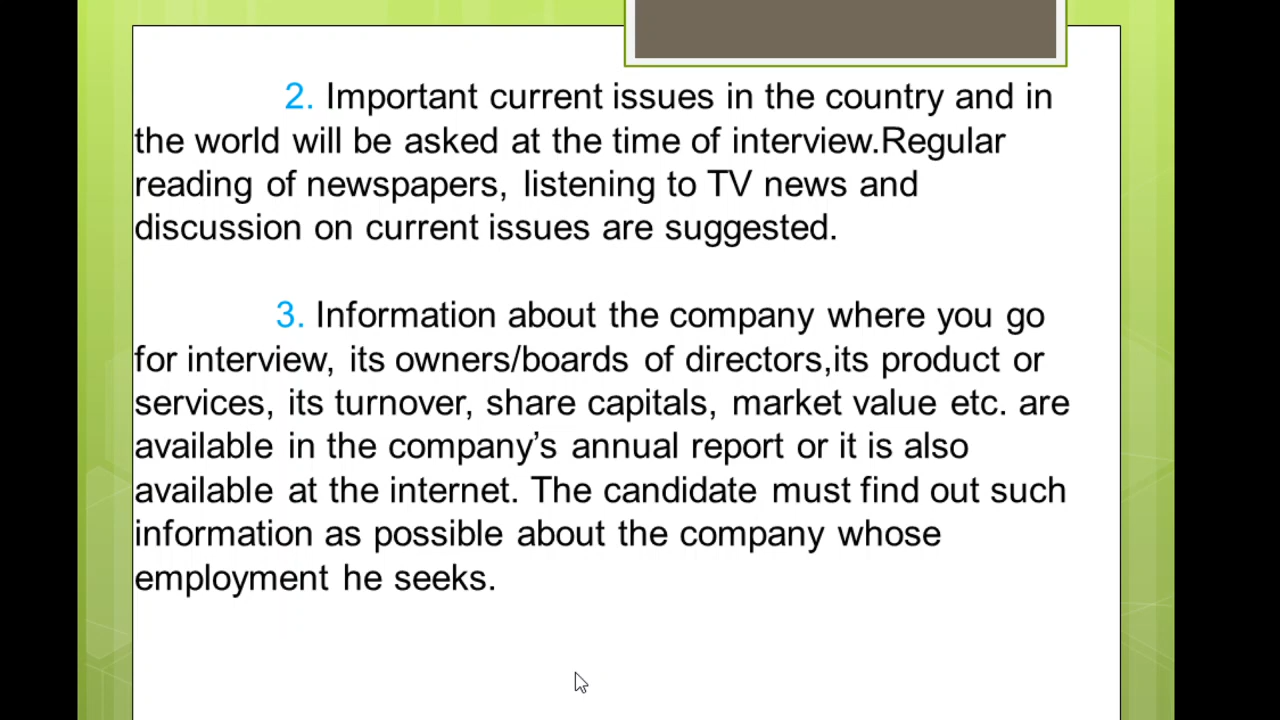 2. Important current issues in the country and in
the world will be asked at the time of interview.Regular
reading of newspapers, listening to TV news and
discussion on current issues are suggested.
3. Information about the company where you go
for interview, its owners/boards of directors,its product or
services, its turnover, share capitals, market value etc. are
available in the company’s annual report or it is also
available at the internet. The candidate must find out such
information as possible about the company whose
employment he seeks.